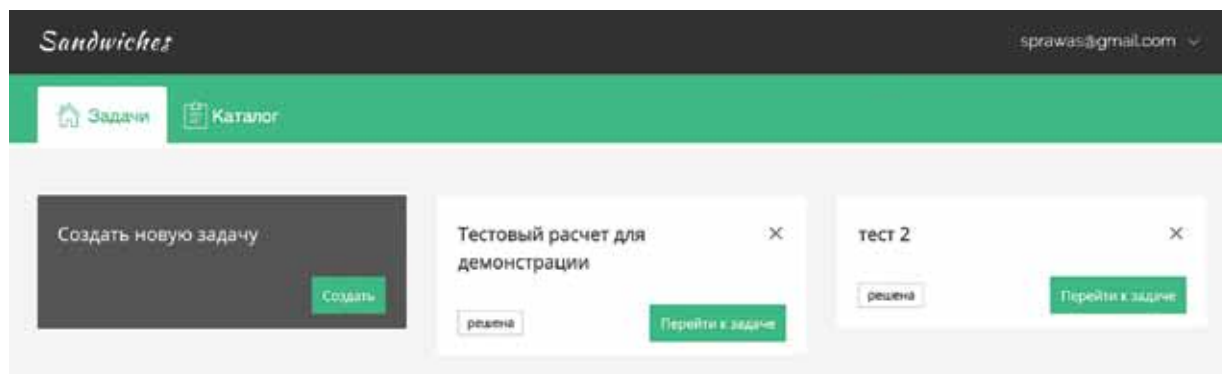 Sandwiches
sprawas@gmail.com
Задачи
Каталог
Создать новую задачу
Создать
Тестовый расчет для
демонстрации
решена
Перейти к задаче
тест 2
решена
Перейти к задаче